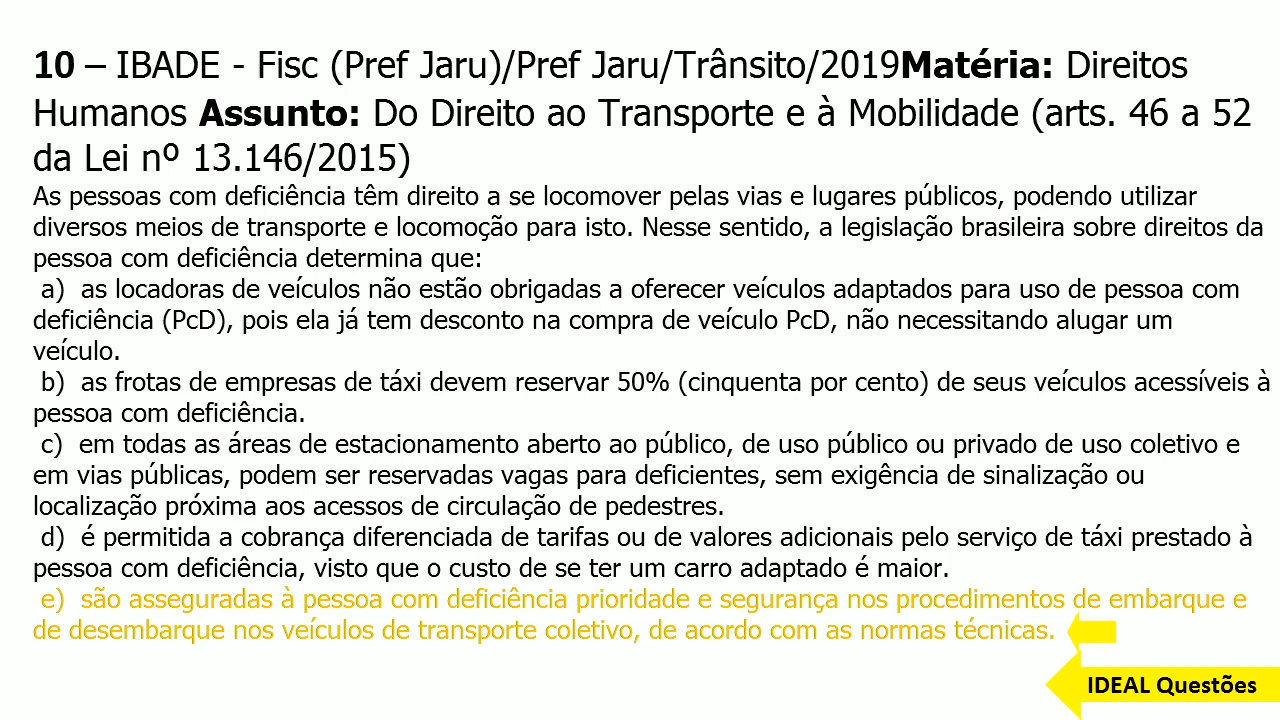 10 – IBADE - Fisc (Pref Jaru)/Pref Jaru/Trânsito/2019Matéria: Direitos
Humanos Assunto: Do Direito ao Transporte e à Mobilidade (arts. 46 a 52
da Lei nº 13.146/2015)
As pessoas com deficiência têm direito a se locomover pelas vias e lugares públicos, podendo utilizar
diversos meios de transporte e locomoção para isto. Nesse sentido, a legislação brasileira sobre direitos da
pessoa com deficiência determina que:
a) as locadoras de veículos não estão obrigadas a oferecer veículos adaptados para uso de pessoa com
deficiência (PcD), pois ela já tem desconto na compra de veículo PcD, não necessitando alugar um
veículo.
b) as frotas de empresas de táxi devem reservar 50% (cinquenta por cento) de seus veículos acessíveis à
pessoa com deficiência.
c) em todas as áreas de estacionamento aberto ao público, de uso público ou privado de uso coletivo e
em vias públicas, podem ser reservadas vagas para deficientes, sem exigência de sinalização ou
localização próxima aos acessos de circulação de pedestres.
d) é permitida a cobrança diferenciada de tarifas ou de valores adicionais pelo serviço de táxi prestado à
pessoa com deficiência, visto que o custo de se ter um carro adaptado é maior.
e) são asseguradas à pessoa com deficiência prioridade e segurança nos procedimentos de embarque e
de desembarque nos veículos de transporte coletivo, de acordo com as normas técnicas.
IDEAL Questões